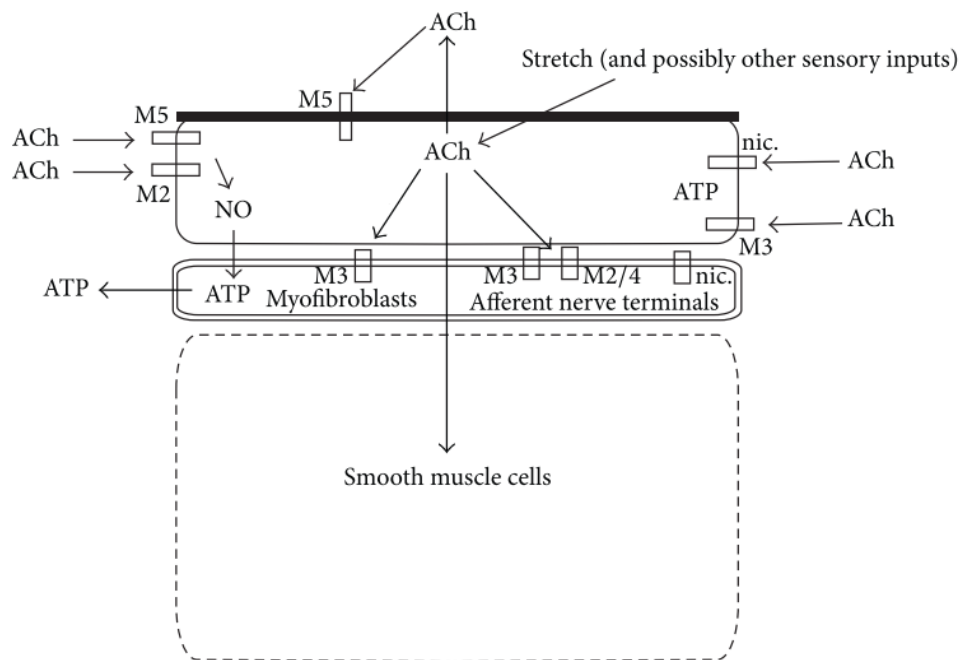 ACh
Stretch (and possibly other sensory inputs)
M5
M5
ACh
ACh
nic.
ACh
ACh
M2
ATP
NO
ACh
M3
M3
M3
M2/4
nic.
ATP
ATP
Myofibroblasts
Afferent nerve terminals
Smooth muscle cells